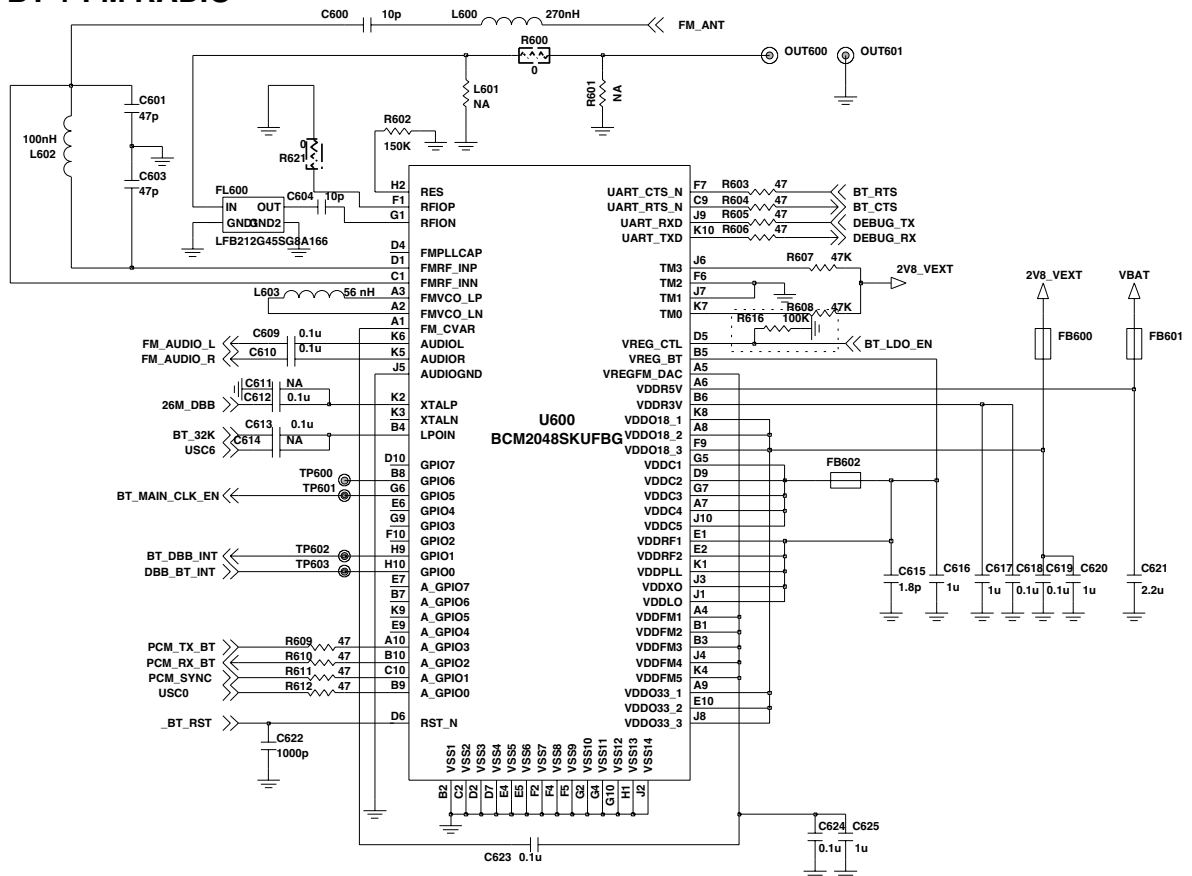 C600 10p L600 270nH FM_ANT
R600 0 OUT600 OUT601
L601 NA
R601 NA
C601 47p
100nH L602
C603 47p
0 R621
R602 150K
FL600
IN OUT
LFB212G45SG8A166
C604 10p
H2 RES
F1 RFIOP
G1 RFION
D4 FMPLLCAP
D1 FMRF_INP
C1 FMRF_INN
L603 56 nH
A3 FMVCO_LP
A2 FMVCO_LN
A1 FM_CVAR
FM_AUDIO_L C609 0.1u K6 AUDIOL
FM_AUDIO_R C610 0.1u K5 AUDIOR
J5 AUDIOGND
C611 NA
26M_DBB C612 0.1u K2 XTALP
K3 XTALN
BT_32K C613 0.1u B4 LPOIN
USC6 C614 NA
D10 GPIO7
TP600 B8 GPIO6
BT_MAIN_CLK_EN TP601 G6 GPIO5
E6 GPIO4
G9 GPIO3
F10 GPIO2
BT_DBB_INT TP602 H9 GPIO1
DBB_BT_INT TP603 H10 GPIO0
E7 A_GPIO7
B7 A_GPIO6
K9 A_GPIO5
E9 A_GPIO4
PCM_TX_BT R609 47 A10 A_GPIO3
PCM_RX_BT R610 47 B10 A_GPIO2
PCM_SYNC R611 47 C10 A_GPIO1
USC0 R612 47 B9 A_GPIO0
_BT_RST D6 RST_N
C622 1000p
U600
BCM2048SKUFBG
UART_CTS_N F7 R603 47 BT_RTS
UART_RTS_N C9 R604 47 BT_CTS
UART_RXD J9 R605 47 DEBUG_TX
UART_TXD K10 R606 47 DEBUG_RX
TM3 J6 R607 47K
TM2 F6 2V8_VEXT
TM1 J7
TM0 K7 R608 47K
R616 100K
VREG_CTL D5 BT_LDO_EN
VREG_BT B5
VREGFM_DAC A5
VDDR5V A6
VDDR3V B6
VDDO18_1 K8
VDDO18_2 A8
VDDO18_3 F9
VDDC1 G5
VDDC2 D9 FB602
VDDC3 G7
VDDC4 A7
VDDC5 J10
VDDRF1 E1
VDDRF2 E2
VDDPLL K1
VDDXO J3
VDDLO J1
VDDFM1 A4
VDDFM2 B1
VDDFM3 B3
VDDFM4 J4
VDDFM5 K4
VDDO33_1 A9
VDDO33_2 E10
VDDO33_3 J8
2V8_VEXT VBAT
FB600 FB601
C615 C616 C617 C618 C619 C620 C621
1.8p 1u 1u 0.1u 0.1u 1u 2.2u
VSS1 VSS2 VSS3 VSS4 VSS5 VSS6 VSS7 VSS8 VSS9 VSS10 VSS11 VSS12 VSS13 VSS14
B2 C2 D2 D7 E4 E5 F2 F4 F5 G2 G4 G10 H1 J2
C623 0.1u
C624 C625
0.1u 1u